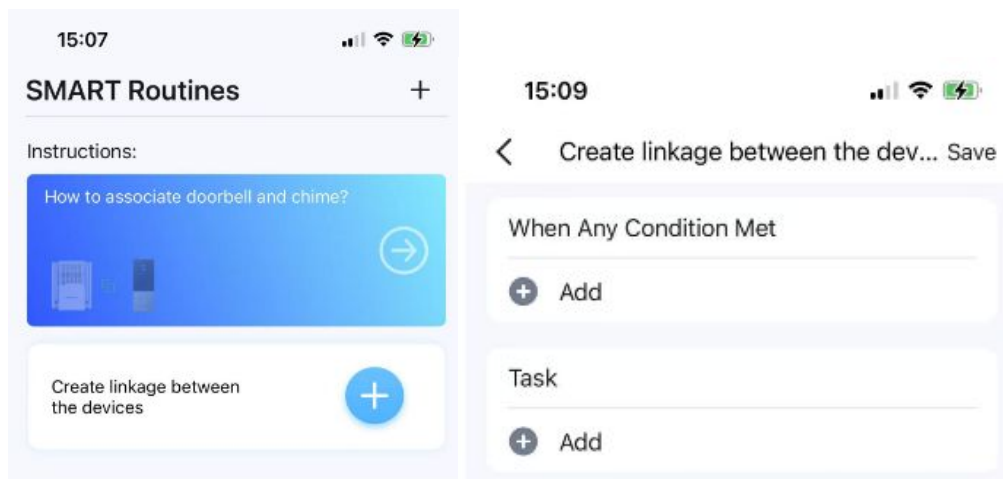 15:07
SMART Routines
Instructions:
How to associate doorbell and chime?
Create linkage between
the devices
15:09
Create linkage between the dev... Save
When Any Condition Met
Add
Task
Add